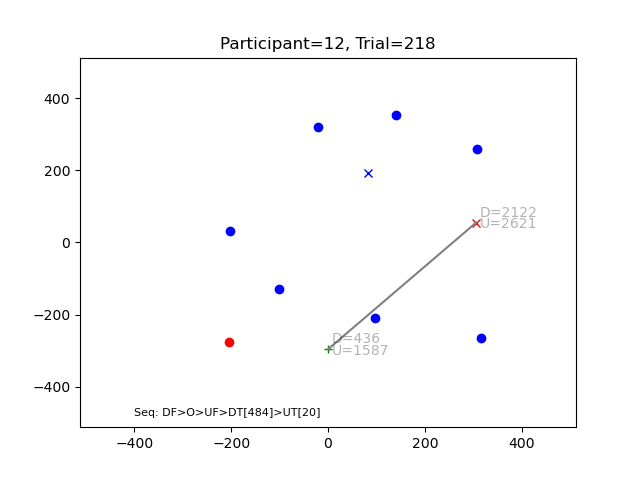 Participant=12, Trial=218
400
200
0
−200
−400
D=2122
U=2621
D=436
U=1587
Seq: DF>O>UF>DT[484]>UT[20]
−400
−200
0
200
400